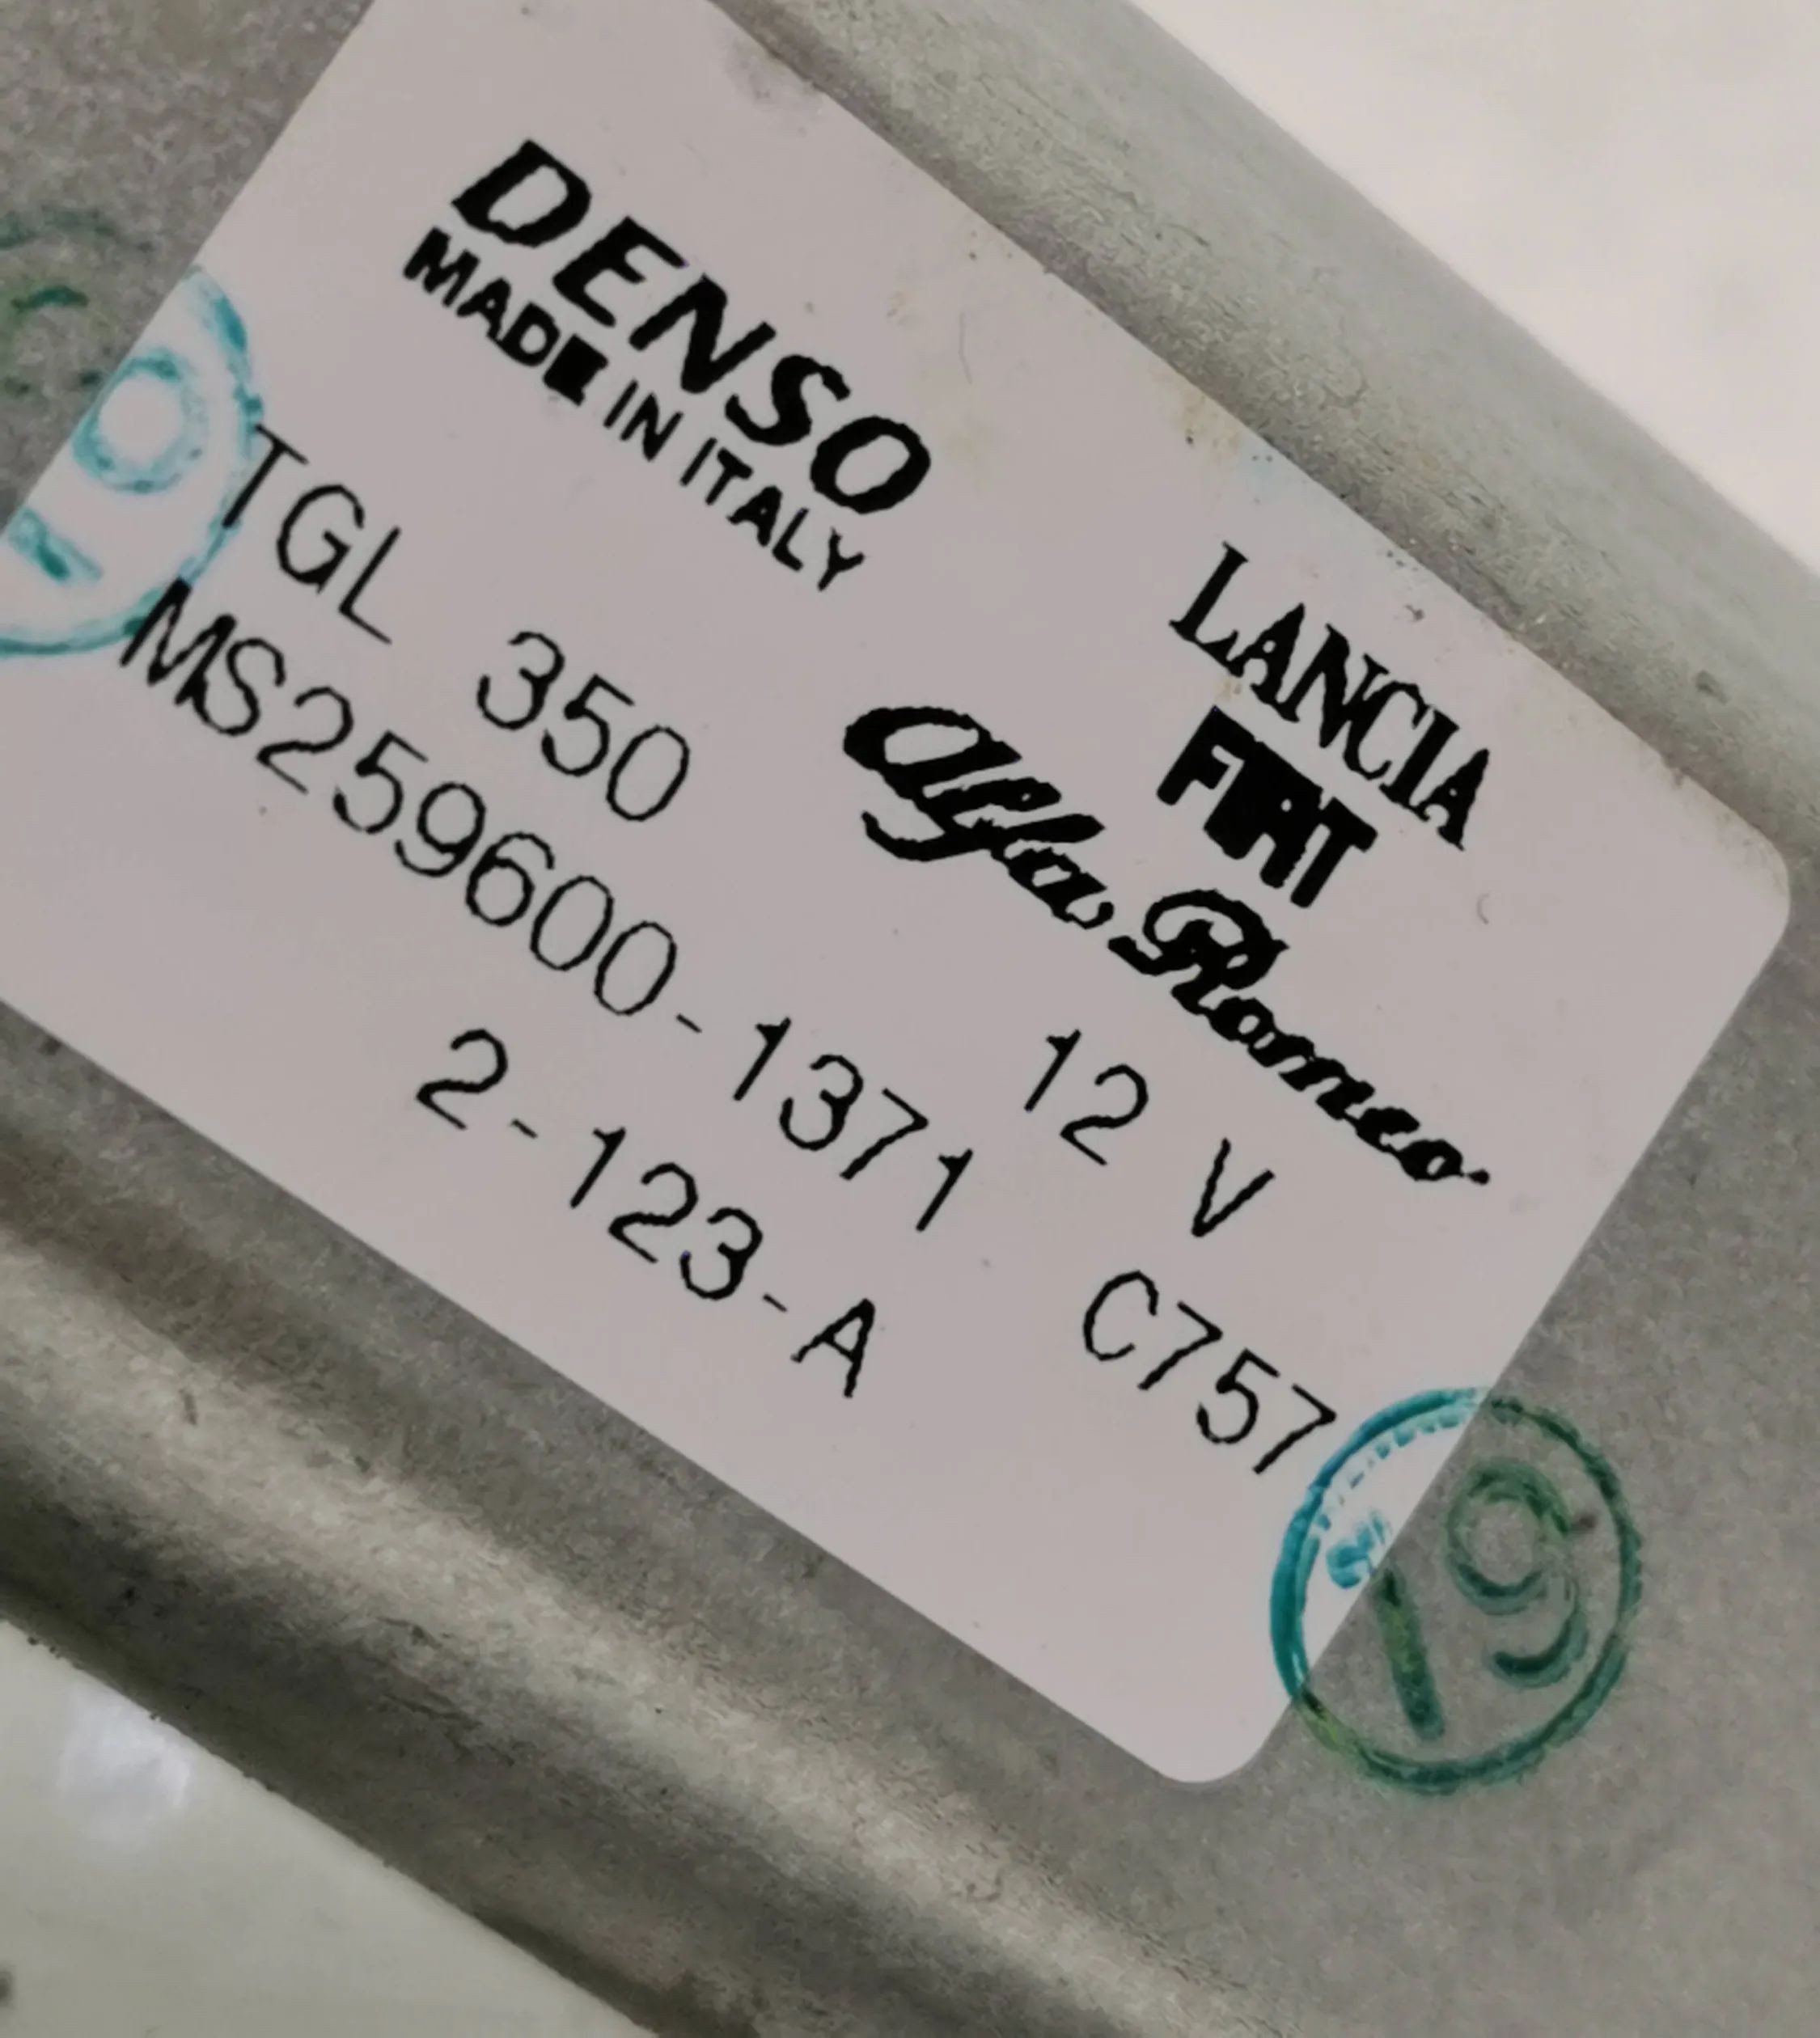 DENSO
MADE IN ITALY
LANCIA
FIAT
Alfa Romeo
TGL 350 12 V
MS259600-1371 C757
2-123-A
19